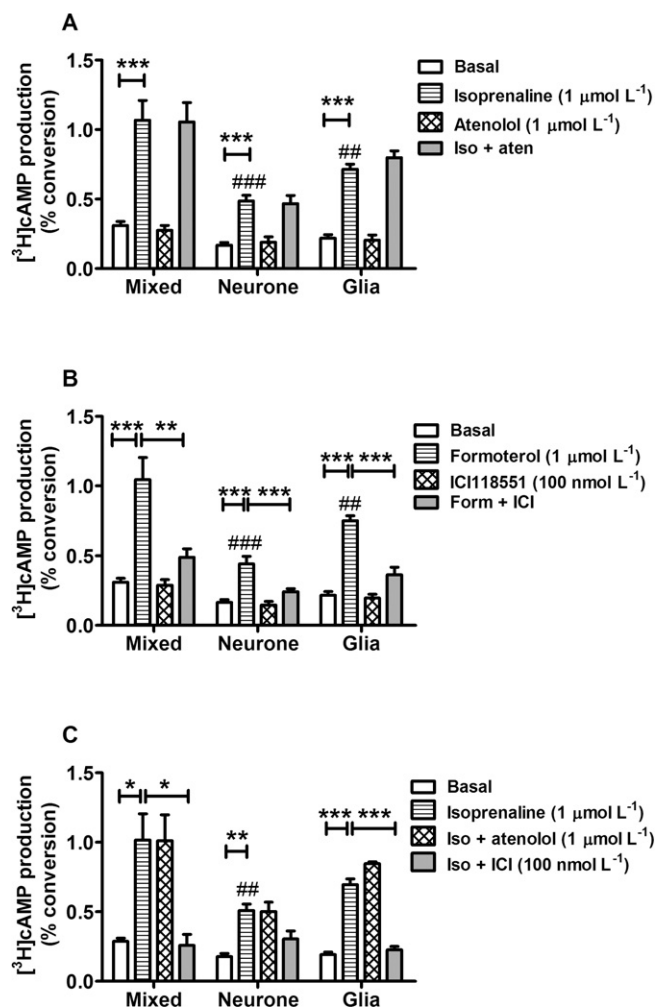 A
[³H]cAMP production
(% conversion)
1.5
1.0
0.5
0.0
***
***
***
###
##
Mixed
Neurone
Glia
Basal
Isoprenaline (1 μmol L⁻¹)
Atenolol (1 μmol L⁻¹)
Iso + aten
B
[³H]cAMP production
(% conversion)
1.5
1.0
0.5
0.0
***
**
***
***
***
***
###
##
Mixed
Neurone
Glia
Basal
Formoterol (1 μmol L⁻¹)
ICI118551 (100 nmol L⁻¹)
Form + ICI
C
[³H]cAMP production
(% conversion)
1.5
1.0
0.5
0.0
*
*
**
***
***
##
Mixed
Neurone
Glia
Basal
Isoprenaline (1 μmol L⁻¹)
Iso + atenolol (1 μmol L⁻¹)
Iso + ICI (100 nmol L⁻¹)